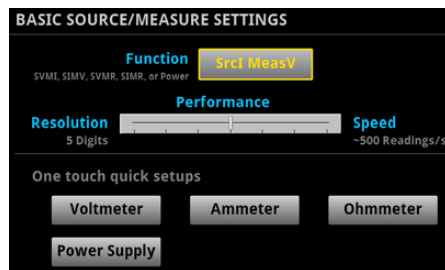 BASIC SOURCE/MEASURE SETTINGS
Function
SrcI MeasV
SVMI, SIMV, SVMR, SIMR, or Power
Performance
Resolution
Speed
5 Digits
~500 Readings/s
One touch quick setups
Voltmeter
Ammeter
Ohmmeter
Power Supply